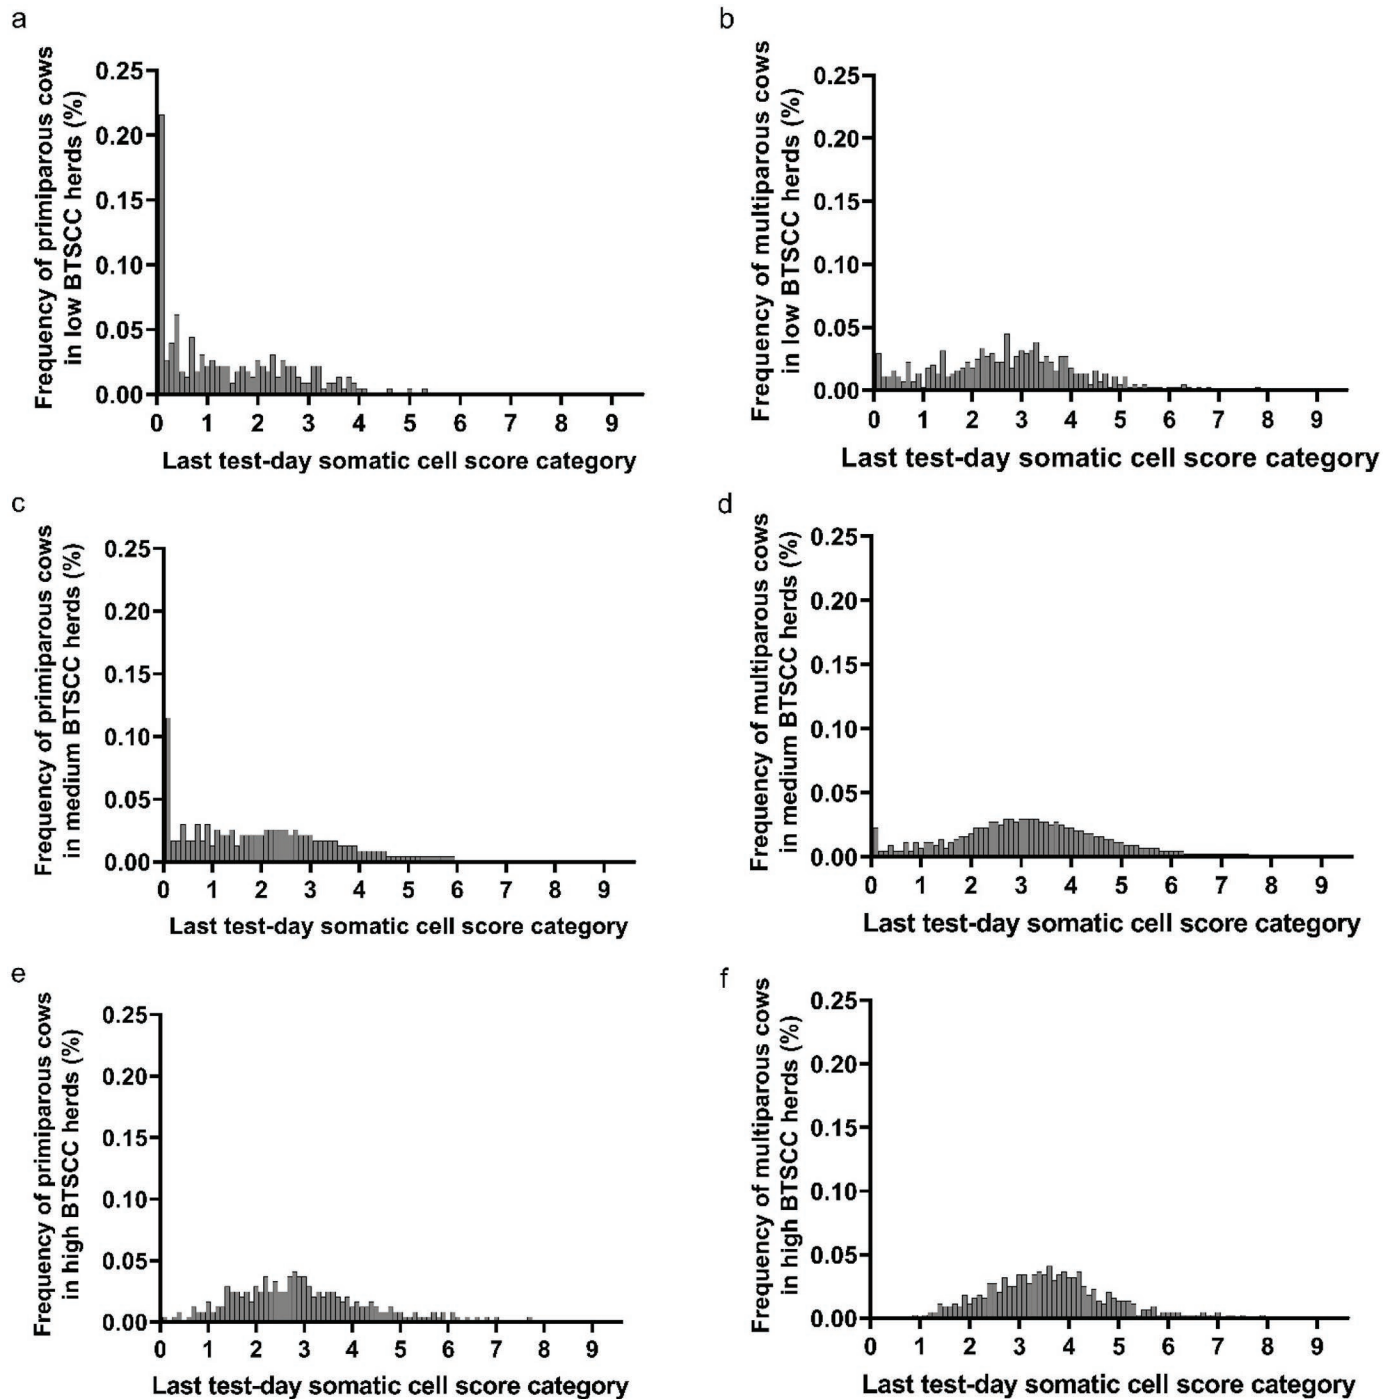 a
Frequency of primiparous cows
in low BTSCC herds (%)
0.25
0.20
0.15
0.10
0.05
0.00
0 1 2 3 4 5 6 7 8 9
Last test-day somatic cell score category
b
Frequency of multiparous cows
in low BTSCC herds (%)
0.25
0.20
0.15
0.10
0.05
0.00
0 1 2 3 4 5 6 7 8 9
Last test-day somatic cell score category
c
Frequency of primiparous cows
in medium BTSCC herds (%)
0.25
0.20
0.15
0.10
0.05
0.00
0 1 2 3 4 5 6 7 8 9
Last test-day somatic cell score category
d
Frequency of multiparous cows
in medium BTSCC herds (%)
0.25
0.20
0.15
0.10
0.05
0.00
0 1 2 3 4 5 6 7 8 9
Last test-day somatic cell score category
e
Frequency of primiparous cows
in high BTSCC herds (%)
0.25
0.20
0.15
0.10
0.05
0.00
0 1 2 3 4 5 6 7 8 9
Last test-day somatic cell score category
f
Frequency of multiparous cows
in high BTSCC herds (%)
0.25
0.20
0.15
0.10
0.05
0.00
0 1 2 3 4 5 6 7 8 9
Last test-day somatic cell score category